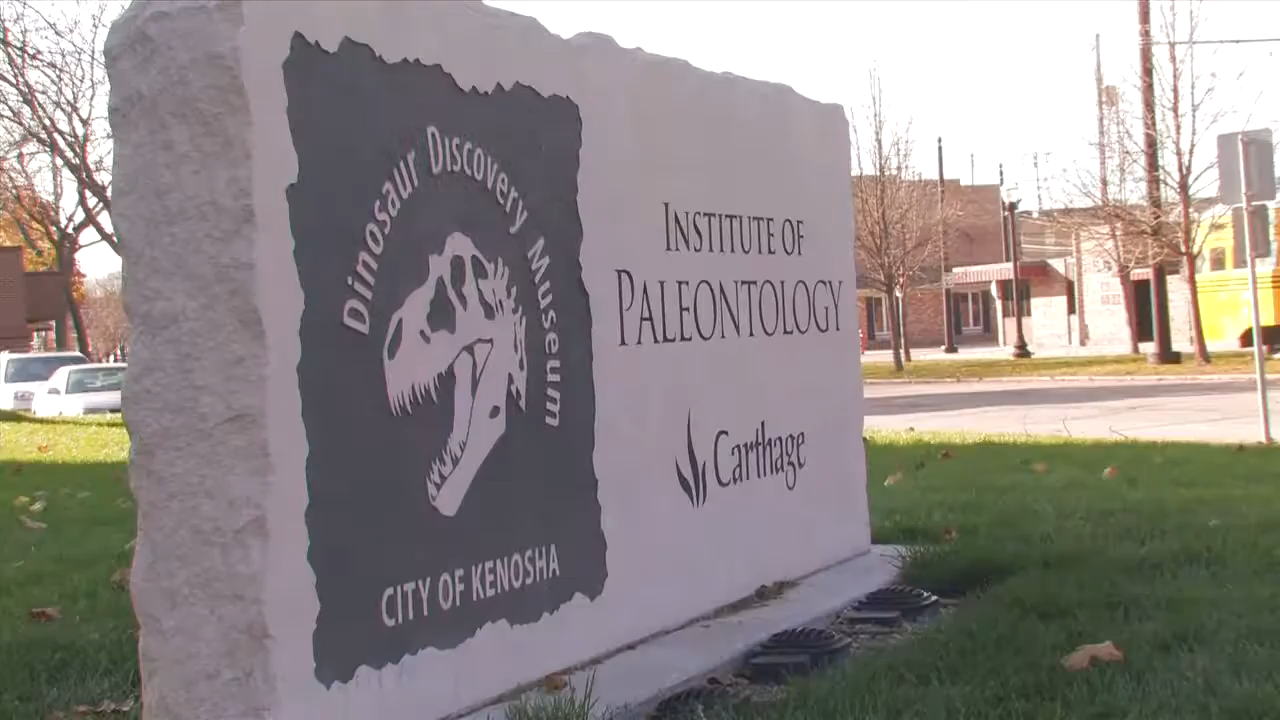 Dinosaur Discovery Museum
CITY OF KENOSHA
INSTITUTE OF
PALEONTOLOGY
Carthage